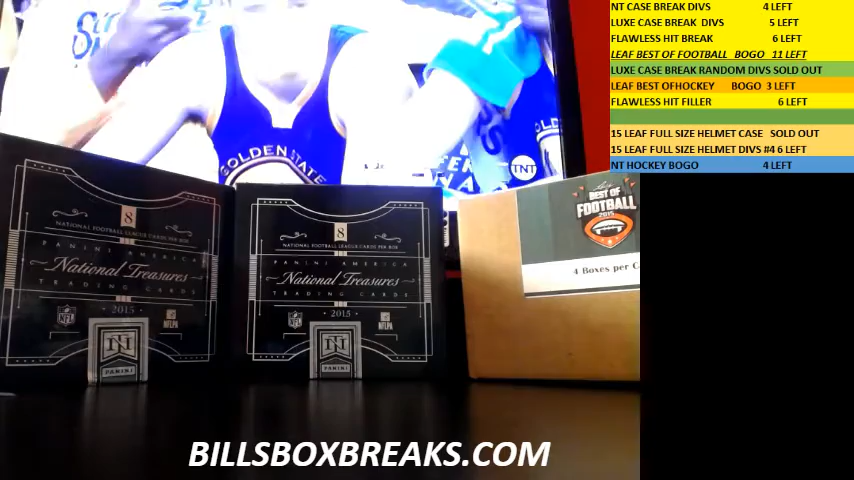 NT CASE BREAK DIVS 4 LEFT
LUXE CASE BREAK DIVS 5 LEFT
FLAWLESS HIT BREAK 6 LEFT
LEAF BEST OF FOOTBALL BOGO 11 LEFT
LUXE CASE BREAK RANDOM DIVS SOLD OUT
LEAF BEST OFHOCKEY BOGO 3 LEFT
FLAWLESS HIT FILLER 6 LEFT
15 LEAF FULL SIZE HELMET CASE SOLD OUT
15 LEAF FULL SIZE HELMET DIVS #4 6 LEFT
NT HOCKEY BOGO 4 LEFT
GOLDEN STATE
TNT
8
NATIONAL FOOTBALL LEAGUE CARDS PER BOX
PANINI AMERICA
National Treasures
TRADING CARDS
2015
NFL
NFLPA
NT
PANINI
8
NATIONAL FOOTBALL LEAGUE CARDS PER BOX
PANINI AMERICA
National Treasures
TRADING CARDS
2015
NFL
NFLPA
NT
PANINI
Leaf
BEST OF
FOOTBALL
2015
4 Boxes per C
BILLSBOXBREAKS.COM